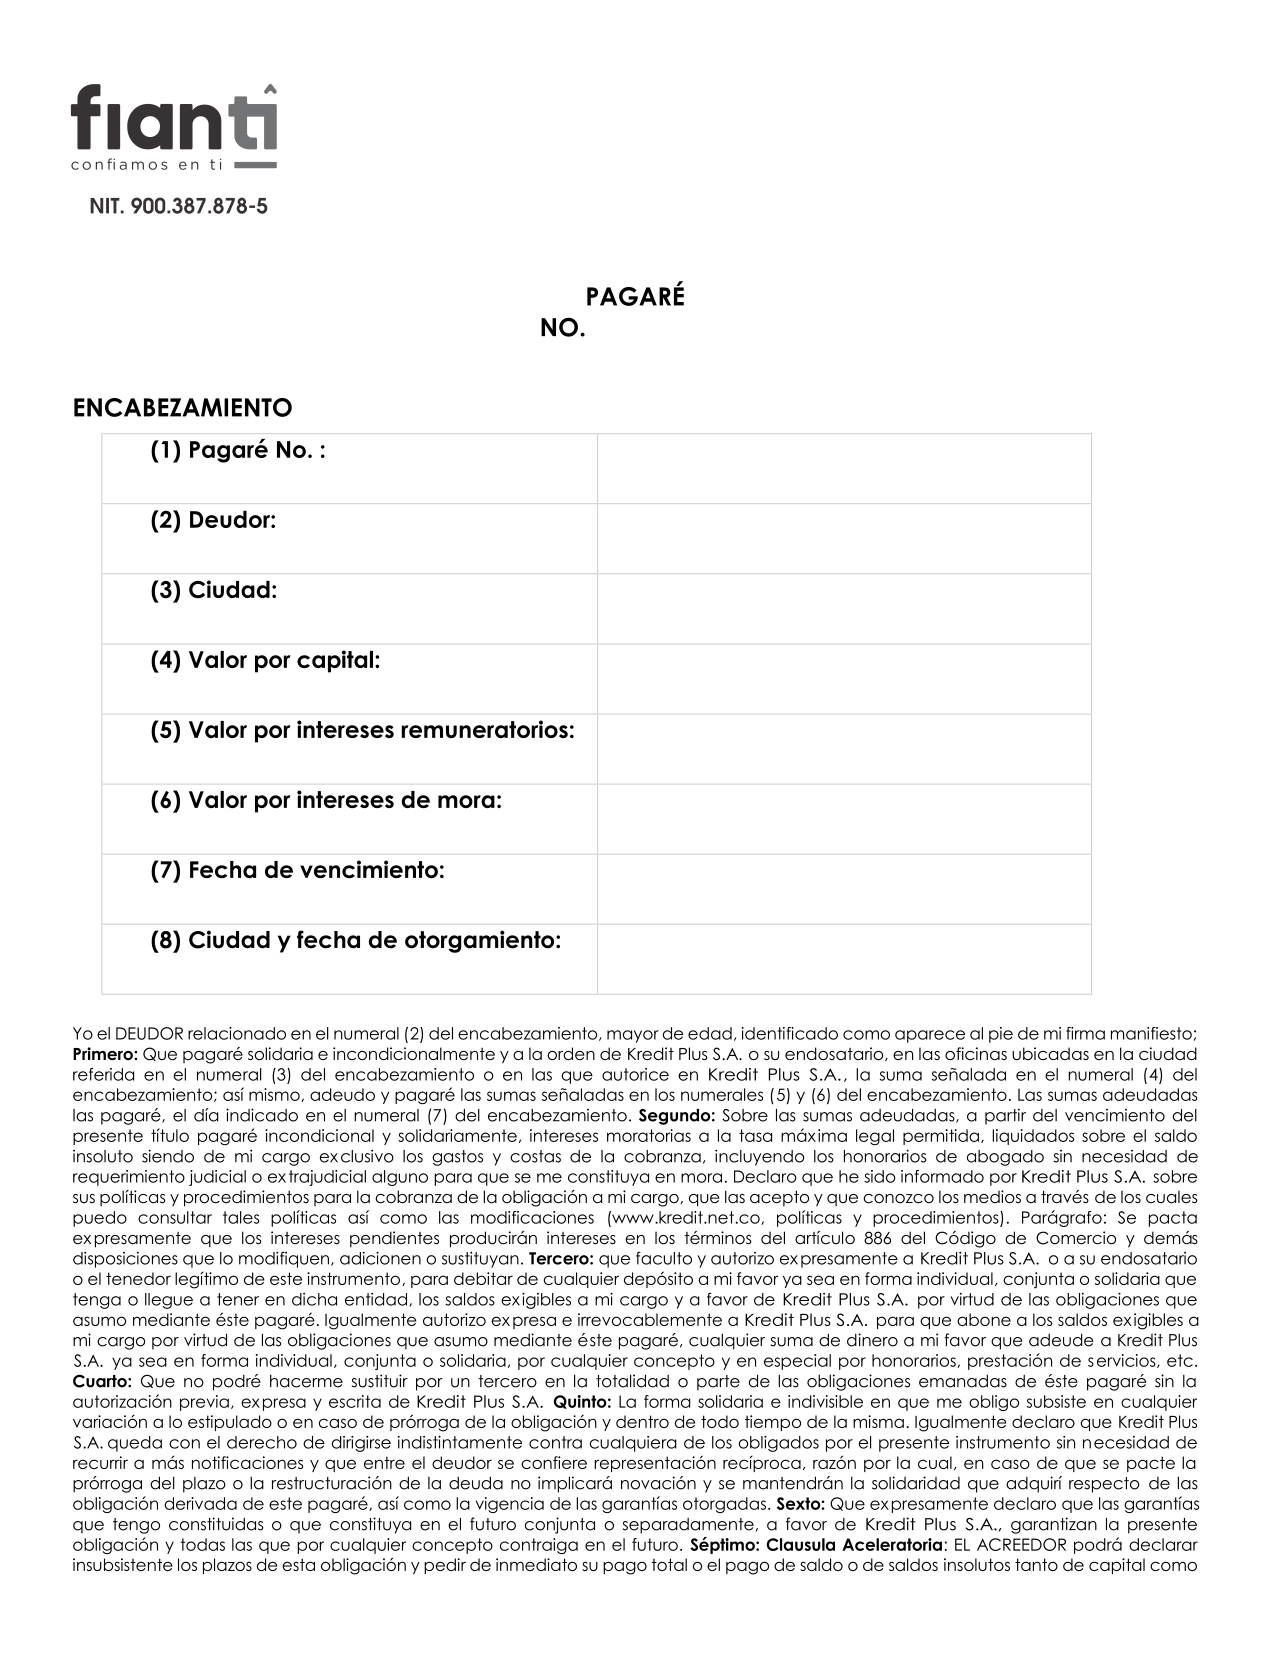 fianti
confiamos en ti
NIT. 900.387.878-5
PAGARÉ
NO.
ENCABEZAMIENTO
(1) Pagaré No. :
(2) Deudor:
(3) Ciudad:
(4) Valor por capital:
(5) Valor por intereses remuneratorios:
(6) Valor por intereses de mora:
(7) Fecha de vencimiento:
(8) Ciudad y fecha de otorgamiento:
Yo el DEUDOR relacionado en el numeral (2) del encabezamiento, mayor de edad, identificado como aparece al pie de mi firma manifiesto;
Primero: Que pagaré solidaria e incondicionalmente y a la orden de Kredit Plus S.A. o su endosatario, en las oficinas ubicadas en la ciudad
referida en el numeral (3) del encabezamiento o en las que autorice en Kredit Plus S.A., la suma señalada en el numeral (4) del
encabezamiento; así mismo, adeudo y pagaré las sumas señaladas en los numerales (5) y (6) del encabezamiento. Las sumas adeudadas
las pagaré, el día indicado en el numeral (7) del encabezamiento. Segundo: Sobre las sumas adeudadas, a partir del vencimiento del
presente título pagaré incondicional y solidariamente, intereses moratorias a la tasa máxima legal permitida, liquidados sobre el saldo
insoluto siendo de mi cargo exclusivo los gastos y costas de la cobranza, incluyendo los honorarios de abogado sin necesidad de
requerimiento judicial o extrajudicial alguno para que se me constituya en mora. Declaro que he sido informado por Kredit Plus S.A. sobre
sus políticas y procedimientos para la cobranza de la obligación a mi cargo, que las acepto y que conozco los medios a través de los cuales
puedo consultar tales políticas así como las modificaciones (www.kredit.net.co, políticas y procedimientos). Parágrafo: Se pacta
expresamente que los intereses pendientes producirán intereses en los términos del artículo 886 del Código de Comercio y demás
disposiciones que lo modifiquen, adicionen o sustituyan. Tercero: que faculto y autorizo expresamente a Kredit Plus S.A. o a su endosatario
o el tenedor legítimo de este instrumento, para debitar de cualquier depósito a mi favor ya sea en forma individual, conjunta o solidaria que
tenga o llegue a tener en dicha entidad, los saldos exigibles a mi cargo y a favor de Kredit Plus S.A. por virtud de las obligaciones que
asumo mediante éste pagaré. Igualmente autorizo expresa e irrevocablemente a Kredit Plus S.A. para que abone a los saldos exigibles a
mi cargo por virtud de las obligaciones que asumo mediante éste pagaré, cualquier suma de dinero a mi favor que adeude a Kredit Plus
S.A. ya sea en forma individual, conjunta o solidaria, por cualquier concepto y en especial por honorarios, prestación de servicios, etc.
Cuarto: Que no podré hacerme sustituir por un tercero en la totalidad o parte de las obligaciones emanadas de éste pagaré sin la
autorización previa, expresa y escrita de Kredit Plus S.A. Quinto: La forma solidaria e indivisible en que me obligo subsiste en cualquier
variación a lo estipulado o en caso de prórroga de la obligación y dentro de todo tiempo de la misma. Igualmente declaro que Kredit Plus
S.A. queda con el derecho de dirigirse indistintamente contra cualquiera de los obligados por el presente instrumento sin necesidad de
recurrir a más notificaciones y que entre el deudor se confiere representación recíproca, razón por la cual, en caso de que se pacte la
prórroga del plazo o la restructuración de la deuda no implicará novación y se mantendrán la solidaridad que adquirí respecto de las
obligación derivada de este pagaré, así como la vigencia de las garantías otorgadas. Sexto: Que expresamente declaro que las garantías
que tengo constituidas o que constituya en el futuro conjunta o separadamente, a favor de Kredit Plus S.A., garantizan la presente
obligación y todas las que por cualquier concepto contraiga en el futuro. Séptimo: Clausula Aceleratoria: EL ACREEDOR podrá declarar
insubsistente los plazos de esta obligación y pedir de inmediato su pago total o el pago de saldo o de saldos insolutos tanto de capital como